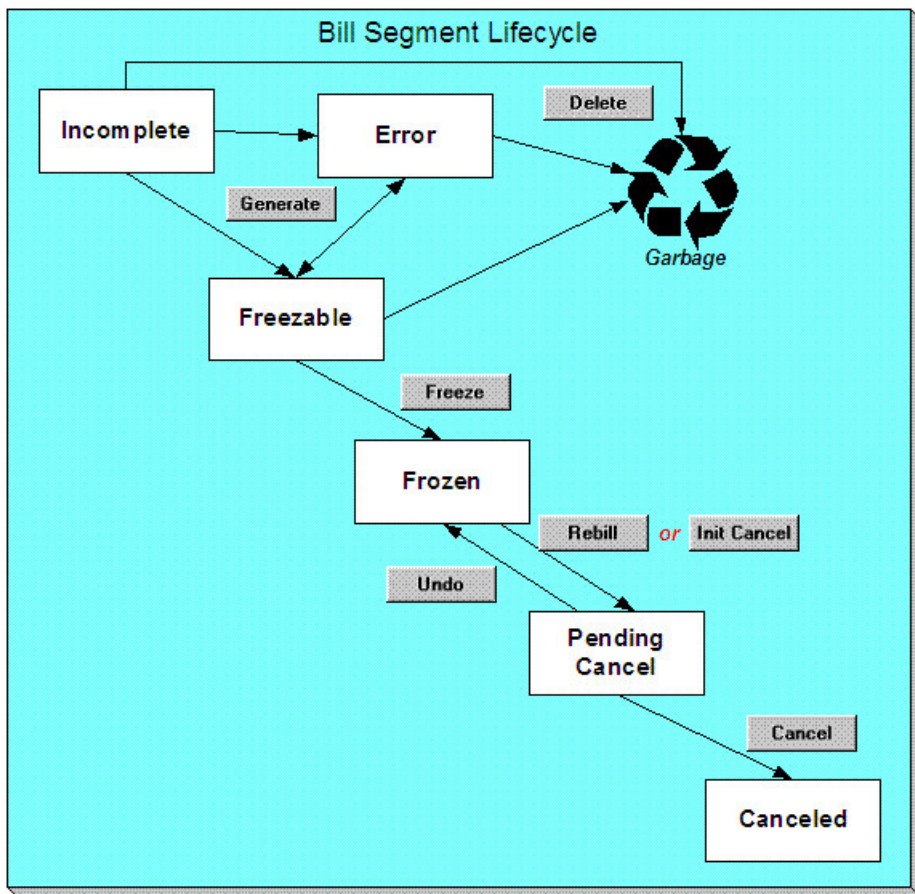 Bill Segment Lifecycle
Delete
Incomplete
Error
Generate
Garbage
Freezable
Freeze
Frozen
Rebill or Init Cancel
Undo
Pending
Cancel
Cancel
Canceled